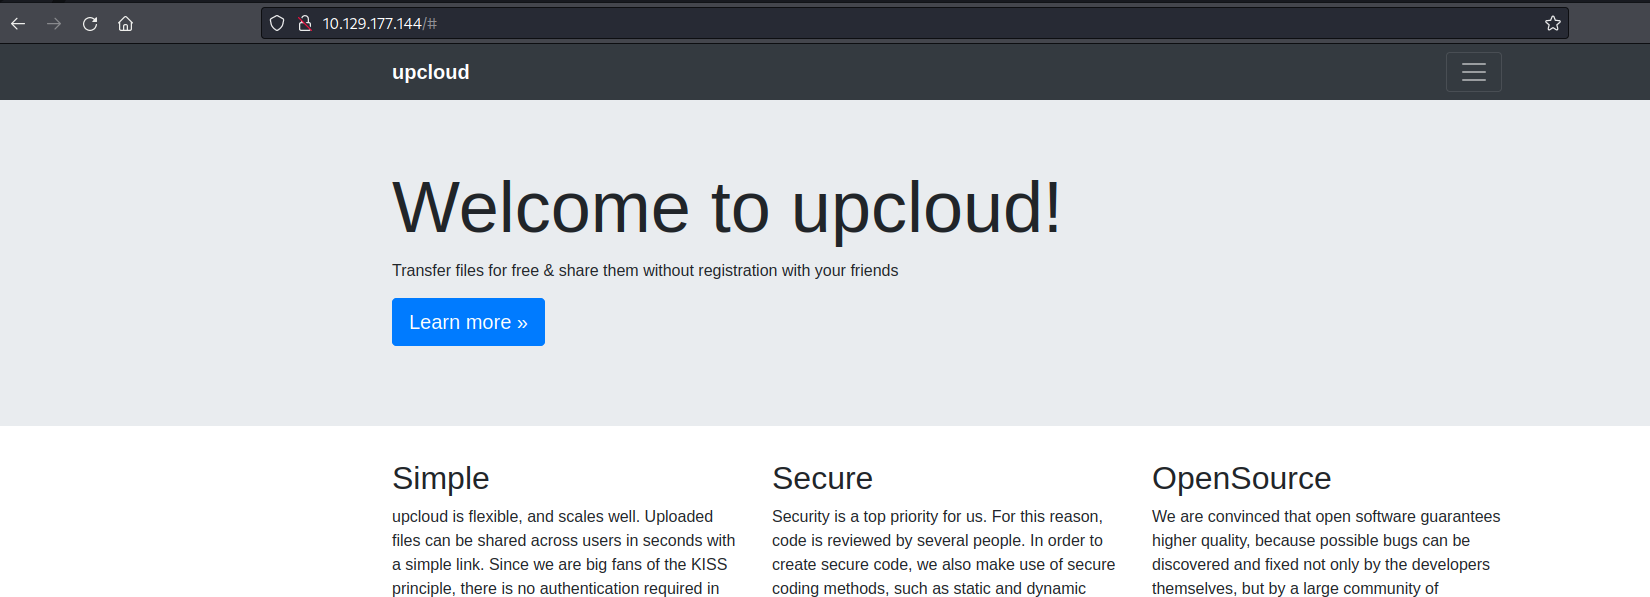 10.129.177.144/#
upcloud
Welcome to upcloud!
Transfer files for free & share them without registration with your friends
Learn more »
Simple
upcloud is flexible, and scales well. Uploaded
files can be shared across users in seconds with
a simple link. Since we are big fans of the KISS
principle, there is no authentication required in
Secure
Security is a top priority for us. For this reason,
code is reviewed by several people. In order to
create secure code, we also make use of secure
coding methods, such as static and dynamic
OpenSource
We are convinced that open software guarantees
higher quality, because possible bugs can be
discovered and fixed not only by the developers
themselves, but by a large community of